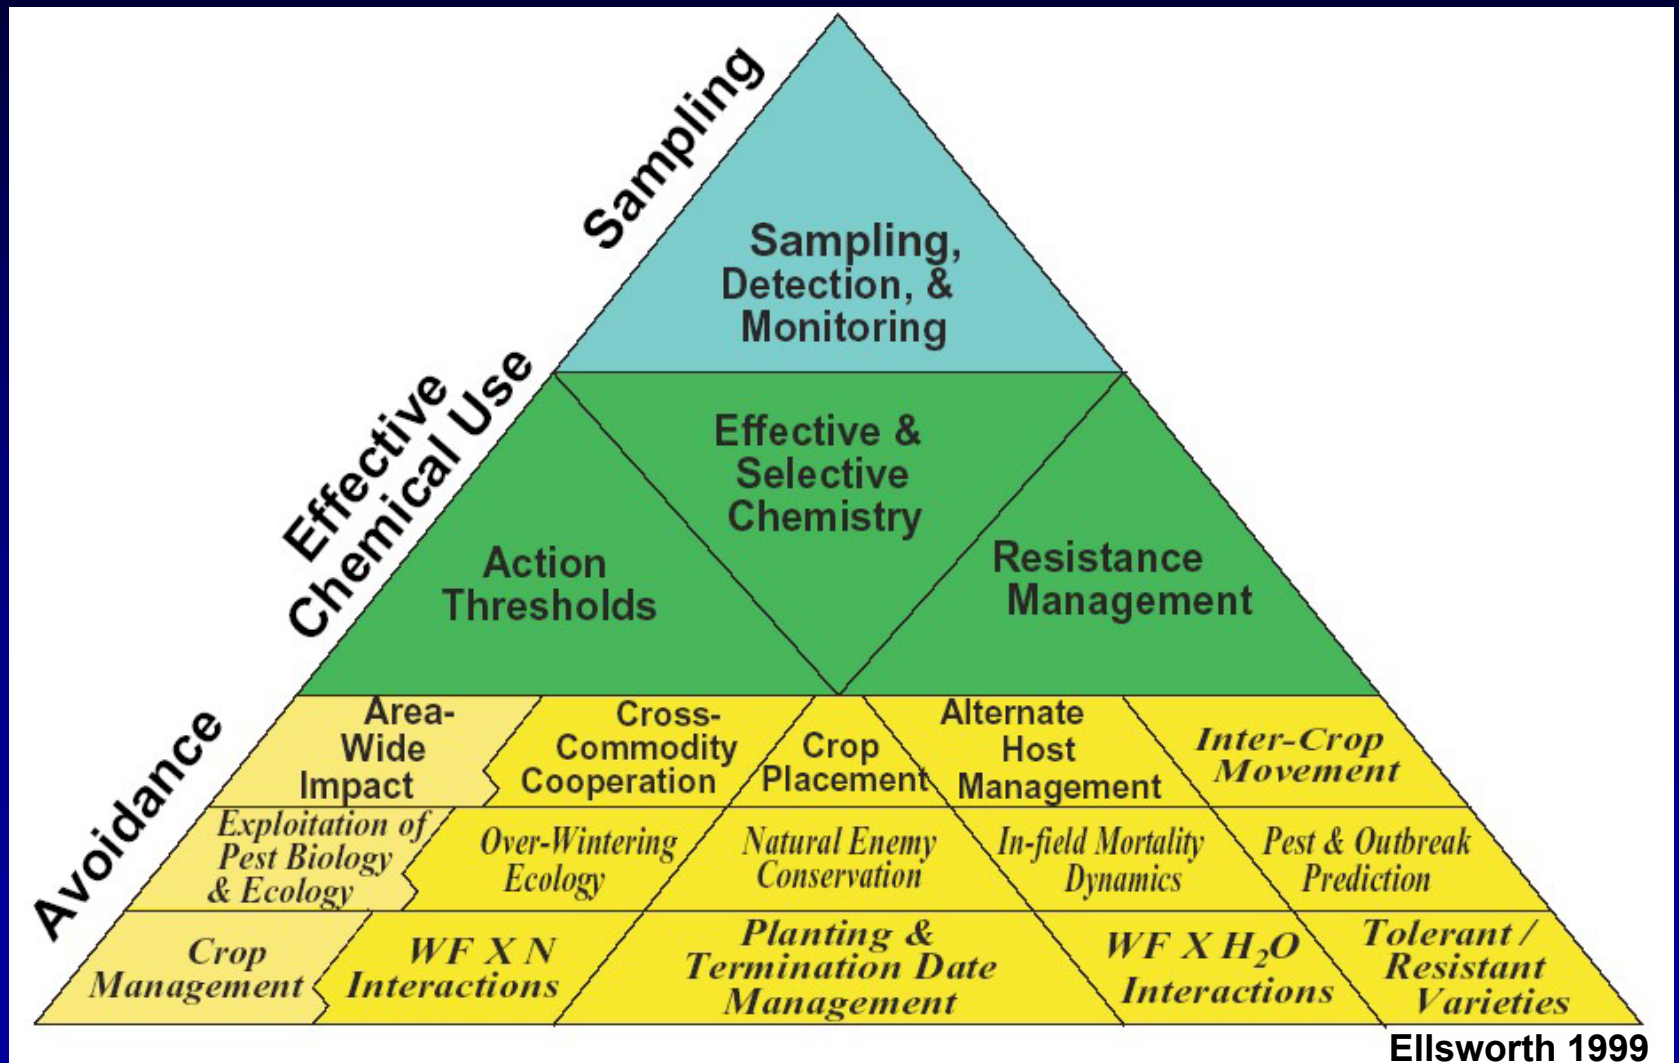 Sampling
Sampling,
Detection, &
Monitoring
Effective
Chemical Use
Effective &
Selective
Chemistry
Action
Thresholds
Resistance
Management
Avoidance
Area-
Wide
Impact
Cross-
Commodity
Cooperation
Crop
Placement
Alternate
Host
Management
Inter-Crop
Movement
Exploitation of
Pest Biology
& Ecology
Over-Wintering
Ecology
Natural Enemy
Conservation
In-field Mortality
Dynamics
Pest & Outbreak
Prediction
Crop
Management
WF X N
Interactions
Planting &
Termination Date
Management
WF X H₂O
Interactions
Tolerant /
Resistant
Varieties
Ellsworth 1999